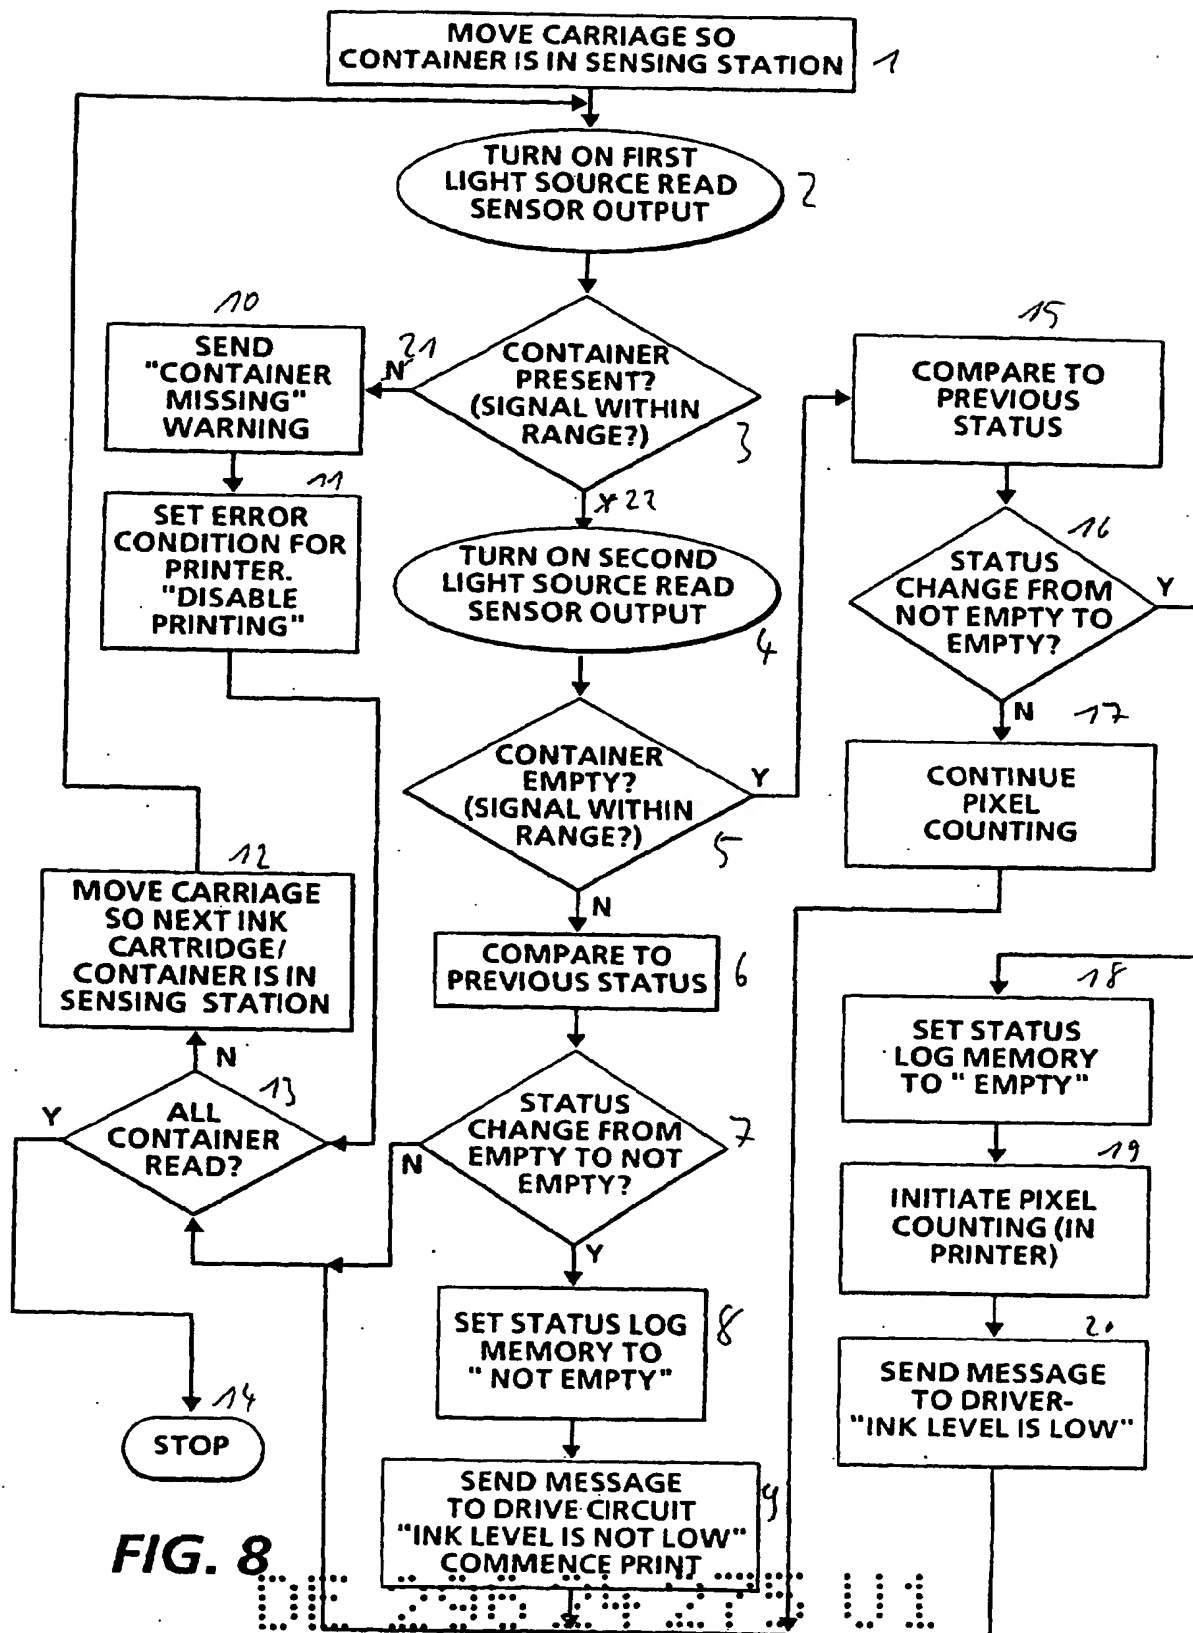 MOVE CARRIAGE SO
CONTAINER IS IN SENSING STATION
1
TURN ON FIRST
LIGHT SOURCE READ
SENSOR OUTPUT
2
CONTAINER
PRESENT?
(SIGNAL WITHIN
RANGE?)
3
N
21
10
SEND
"CONTAINER
MISSING"
WARNING
11
SET ERROR
CONDITION FOR
PRINTER.
"DISABLE
PRINTING"
22
TURN ON SECOND
LIGHT SOURCE READ
SENSOR OUTPUT
4
CONTAINER
EMPTY?
(SIGNAL WITHIN
RANGE?)
5
Y
N
COMPARE TO
PREVIOUS STATUS
6
STATUS
CHANGE FROM
EMPTY TO NOT
EMPTY?
7
N
Y
SET STATUS LOG
MEMORY TO
"NOT EMPTY"
8
SEND MESSAGE
TO DRIVE CIRCUIT
"INK LEVEL IS NOT LOW"
COMMENCE PRINT
9
12
MOVE CARRIAGE
SO NEXT INK
CARTRIDGE/
CONTAINER IS IN
SENSING STATION
N
13
Y
ALL
CONTAINER
READ?
14
STOP
15
COMPARE TO
PREVIOUS
STATUS
16
STATUS
CHANGE FROM
NOT EMPTY TO
EMPTY?
Y
N
17
CONTINUE
PIXEL
COUNTING
18
SET STATUS
LOG MEMORY
TO " EMPTY"
19
INITIATE PIXEL
COUNTING (IN
PRINTER)
20
SEND MESSAGE
TO DRIVER-
"INK LEVEL IS LOW"
FIG. 8
DE 296 24 275 U1